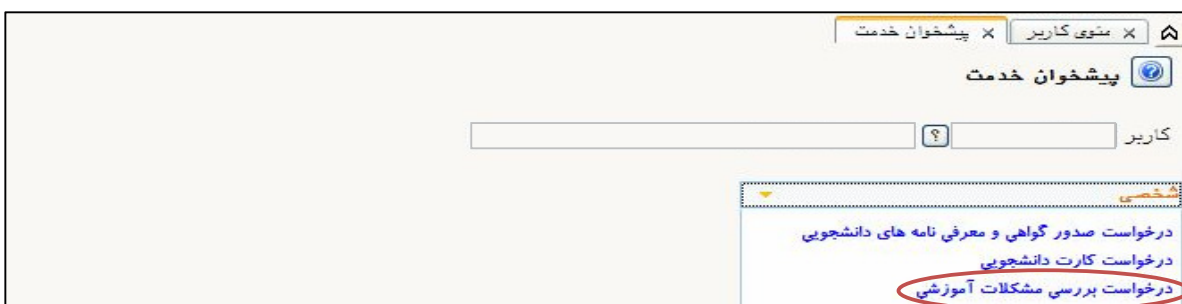 منوی کاربر × پیشخوان خدمت ×
پیشخوان خدمت
کاربر ؟
شخصی
درخواست صدور گواهی و معرفی نامه های دانشجویی
درخواست کارت دانشجویی
درخواست بررسی مشکلات آموزشی